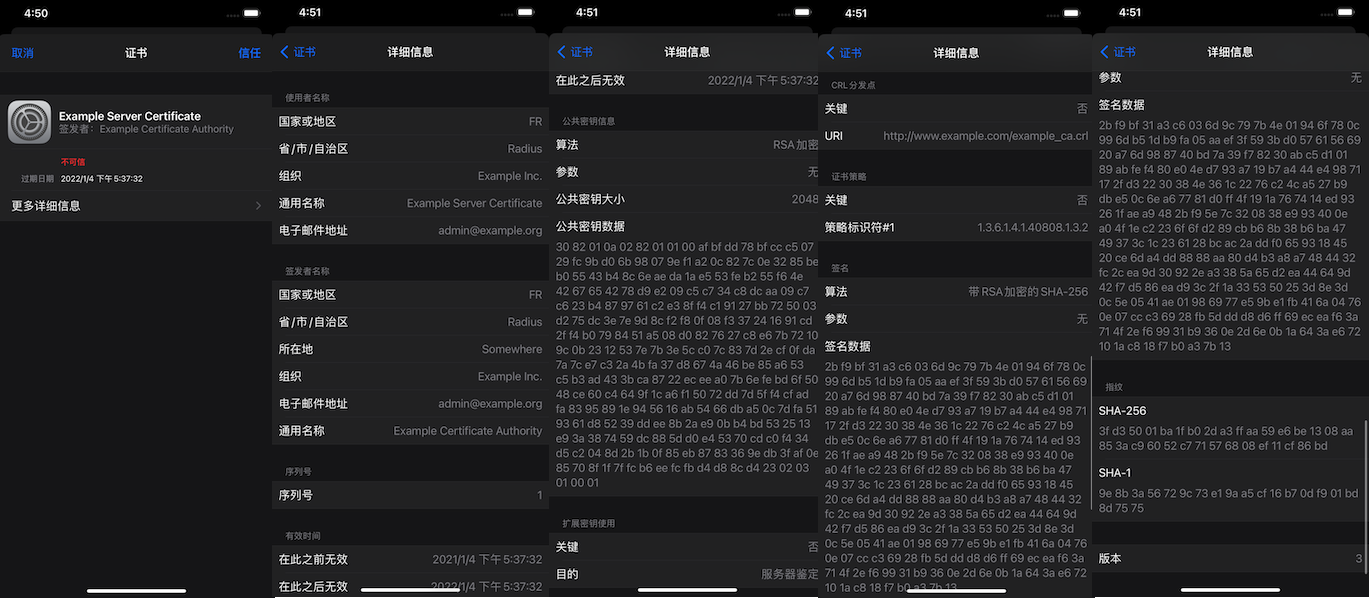 4:50
取消
证书
信任
Example Server Certificate
签发者: Example Certificate Authority
不可信
过期日期 2022/1/4 下午5:37:32
更多详细信息
4:51
证书
详细信息
使用者名称
国家或地区 FR
省/市/自治区 Radius
组织 Example Inc.
通用名称 Example Server Certificate
电子邮件地址 admin@example.org
签发者名称
国家或地区 FR
省/市/自治区 Radius
所在地 Somewhere
组织 Example Inc.
电子邮件地址 admin@example.org
通用名称 Example Certificate Authority
序列号
序列号 1
有效时间
在此之前无效 2021/1/4 下午5:37:32
在此之后无效 2022/1/4 下午5:37:32
4:51
证书
详细信息
在此之后无效 2022/1/4 下午5:37:32
公共密钥信息
算法 RSA加密
参数 无
公共密钥大小 2048
公共密钥数据
30 82 01 0a 02 82 01 01 00 af bf dd 78 bf cc c5 07
29 fc 9b d0 6b 98 07 9e f1 a2 0c 82 7c 0e 32 85 be
b0 55 43 b4 8c 6e ae da 1a e5 53 fe b2 55 f6 4e
42 67 65 42 78 d9 e2 09 c5 c7 34 c8 dc aa 09 c7
c6 23 b4 87 97 61 c2 e3 8f f4 c1 91 27 bb 72 50 03
d2 75 dc 3e 7e 9d 8c f2 f8 0f 08 f3 37 24 16 91 cd
2f f4 b0 79 84 51 a5 08 d0 82 76 27 c8 e6 7b 72 10
9c 0b 23 12 53 7e 7b 3e 5c c0 7c 83 7d 2e cf 0f da
7a 7c e7 c3 2a 4b fa 37 d8 67 4a 46 be 85 a6 53
c5 b3 ad 43 3b ca 87 22 ec ee a0 7b 6e fe bd 6f 50
48 ce 60 c4 64 9f 1c a6 f1 50 72 dd 7d 5f f4 cf ad
fa 83 95 89 1e 94 56 16 ab 54 66 db a5 0c 7d fa 51
93 61 d8 52 39 dd ee 8b 2a e9 0b b4 bd 53 25 13
e9 3a 38 74 59 dc 88 5d d0 e4 53 70 cd c0 f4 34
d5 c2 04 8d 2b 1b 0f 85 eb 87 83 36 9e db 3f af 0e
85 70 8f 1f 7f fc b6 ee fc fb d4 d8 8c d4 23 02 03
01 00 01
扩展密钥使用
关键 否
目的 服务器鉴定
4:51
证书
详细信息
CRL分发点
关键 否
URI http://www.example.com/example_ca.crl
证书策略
关键 否
策略标识符#1 1.3.6.1.4.1.40808.1.3.2
签名
算法 带RSA加密的SHA-256
参数 无
签名数据
2b f9 bf 31 a3 c6 03 6d 9c 79 7b 4e 01 94 6f 78 0c
99 6d b5 1d b9 fa 05 aa ef 3f 59 3b d0 57 61 56 69
20 a7 6d 98 87 40 bd 7a 39 f7 82 30 ab c5 d1 01
89 ab fe f4 80 e0 4e d7 93 a7 19 b7 a4 44 e4 98 71
17 2f d3 22 30 38 4e 36 1c 22 76 c2 4c a5 27 b9
db e5 0c 6e a6 77 81 d0 ff 4f 19 1a 76 74 14 ed 93
26 1f ae a9 48 2b f9 5e 7c 32 08 38 e9 93 40 0e
a0 4f 1e c2 23 6f 6f d2 89 cb b6 8b 38 b6 ba 47
49 37 3c 1c 23 61 28 bc ac 2a dd f0 65 93 18 45
20 ce 6d a4 dd 88 88 aa 80 d4 b3 a8 a7 48 44 32
fc 2c ea 9d 30 92 2e a3 38 5a 65 d2 ea 44 64 9d
42 f7 d5 86 ea d9 3c 2f 1a 33 53 50 25 3d 8e 3d
0c 5e 05 41 ae 01 98 69 77 e5 9b e1 fb 41 6a 04 76
0e 07 cc c3 69 28 fb 5d dd d8 d6 ff 69 ec ea f6 3a
71 4f 2e f6 99 31 b9 36 0e 2d 6e 0b 1a 64 3a e6 72
10 1a c8 18 f7 b0 a3 7b 13
4:51
证书
详细信息
参数 无
签名数据
2b f9 bf 31 a3 c6 03 6d 9c 79 7b 4e 01 94 6f 78 0c
99 6d b5 1d b9 fa 05 aa ef 3f 59 3b d0 57 61 56 69
20 a7 6d 98 87 40 bd 7a 39 f7 82 30 ab c5 d1 01
89 ab fe f4 80 e0 4e d7 93 a7 19 b7 a4 44 e4 98 71
17 2f d3 22 30 38 4e 36 1c 22 76 c2 4c a5 27 b9
db e5 0c 6e a6 77 81 d0 ff 4f 19 1a 76 74 14 ed 93
26 1f ae a9 48 2b f9 5e 7c 32 08 38 e9 93 40 0e
a0 4f 1e c2 23 6f 6f d2 89 cb b6 8b 38 b6 ba 47
49 37 3c 1c 23 61 28 bc ac 2a dd f0 65 93 18 45
20 ce 6d a4 dd 88 88 aa 80 d4 b3 a8 a7 48 44 32
fc 2c ea 9d 30 92 2e a3 38 5a 65 d2 ea 44 64 9d
42 f7 d5 86 ea d9 3c 2f 1a 33 53 50 25 3d 8e 3d
0c 5e 05 41 ae 01 98 69 77 e5 9b e1 fb 41 6a 04 76
0e 07 cc c3 69 28 fb 5d dd d8 d6 ff 69 ec ea f6 3a
71 4f 2e f6 99 31 b9 36 0e 2d 6e 0b 1a 64 3a e6 72
10 1a c8 18 f7 b0 a3 7b 13
指纹
SHA-256
3f d3 50 01 ba 1f b0 2d a3 ff aa 59 e6 be 13 08 aa
85 3a c9 60 52 c7 71 57 68 08 ef 11 cf 86 bd
SHA-1
9e 8b 3a 56 72 9c 73 e1 9a a5 cf 16 b7 0d f9 01 bd
8d 75 75
版本 3